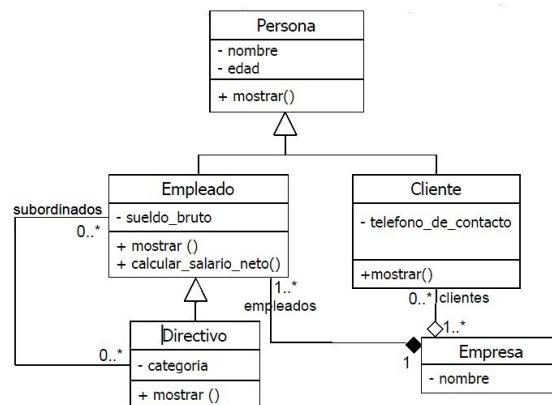 Persona
- nombre
- edad
+ mostrar()
Empleado
- sueldo_bruto
+ mostrar ()
+ calcular_salario_neto()
Cliente
- telefono_de_contacto
+mostrar()
subordinados
0..*
1..*
empleados
0..* clientes
1..*
Directivo
- categoria
+ mostrar ()
0..*
1
Empresa
- nombre